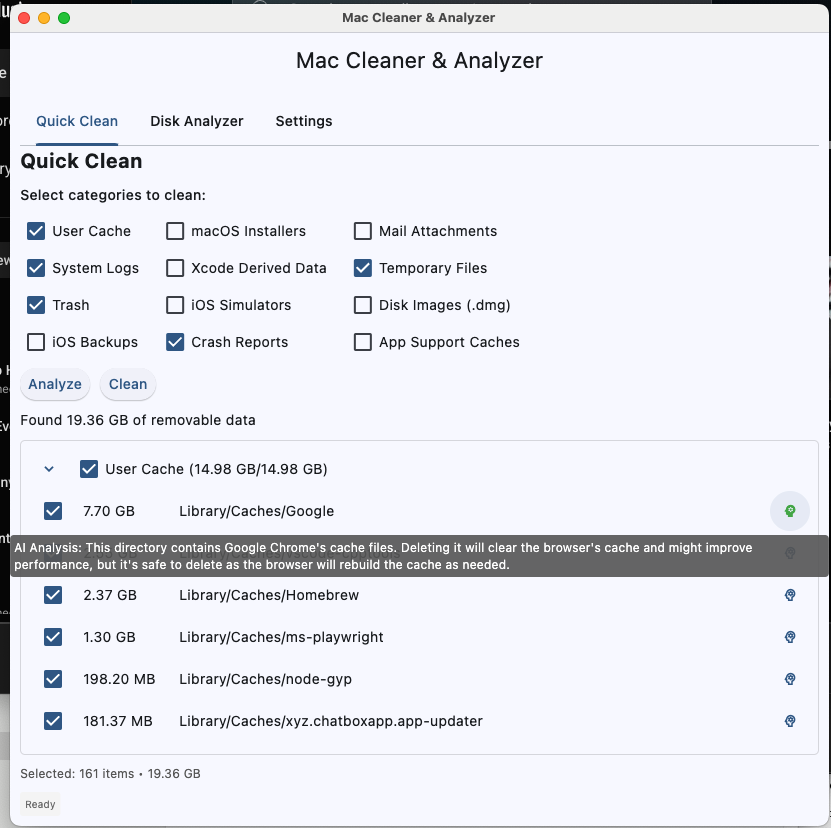 Mac Cleaner & Analyzer
Mac Cleaner & Analyzer
Quick Clean Disk Analyzer Settings
Quick Clean
Select categories to clean:
User Cache macOS Installers Mail Attachments
System Logs Xcode Derived Data Temporary Files
Trash iOS Simulators Disk Images (.dmg)
iOS Backups Crash Reports App Support Caches
Analyze Clean
Found 19.36 GB of removable data
User Cache (14.98 GB/14.98 GB)
7.70 GB Library/Caches/Google
AI Analysis: This directory contains Google Chrome's cache files. Deleting it will clear the browser's cache and might improve
performance, but it's safe to delete as the browser will rebuild the cache as needed.
2.37 GB Library/Caches/Homebrew
1.30 GB Library/Caches/ms-playwright
198.20 MB Library/Caches/node-gyp
181.37 MB Library/Caches/xyz.chatboxapp.app-updater
Selected: 161 items • 19.36 GB
Ready